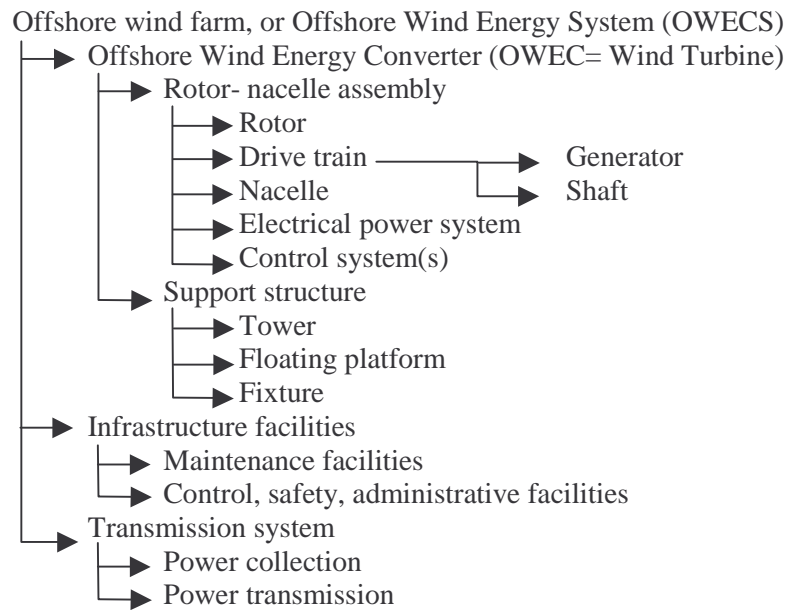 Offshore wind farm, or Offshore Wind Energy System (OWECS)
Offshore Wind Energy Converter (OWEC= Wind Turbine)
Rotor- nacelle assembly
Rotor
Drive train Generator
Nacelle Shaft
Electrical power system
Control system(s)
Support structure
Tower
Floating platform
Fixture
Infrastructure facilities
Maintenance facilities
Control, safety, administrative facilities
Transmission system
Power collection
Power transmission